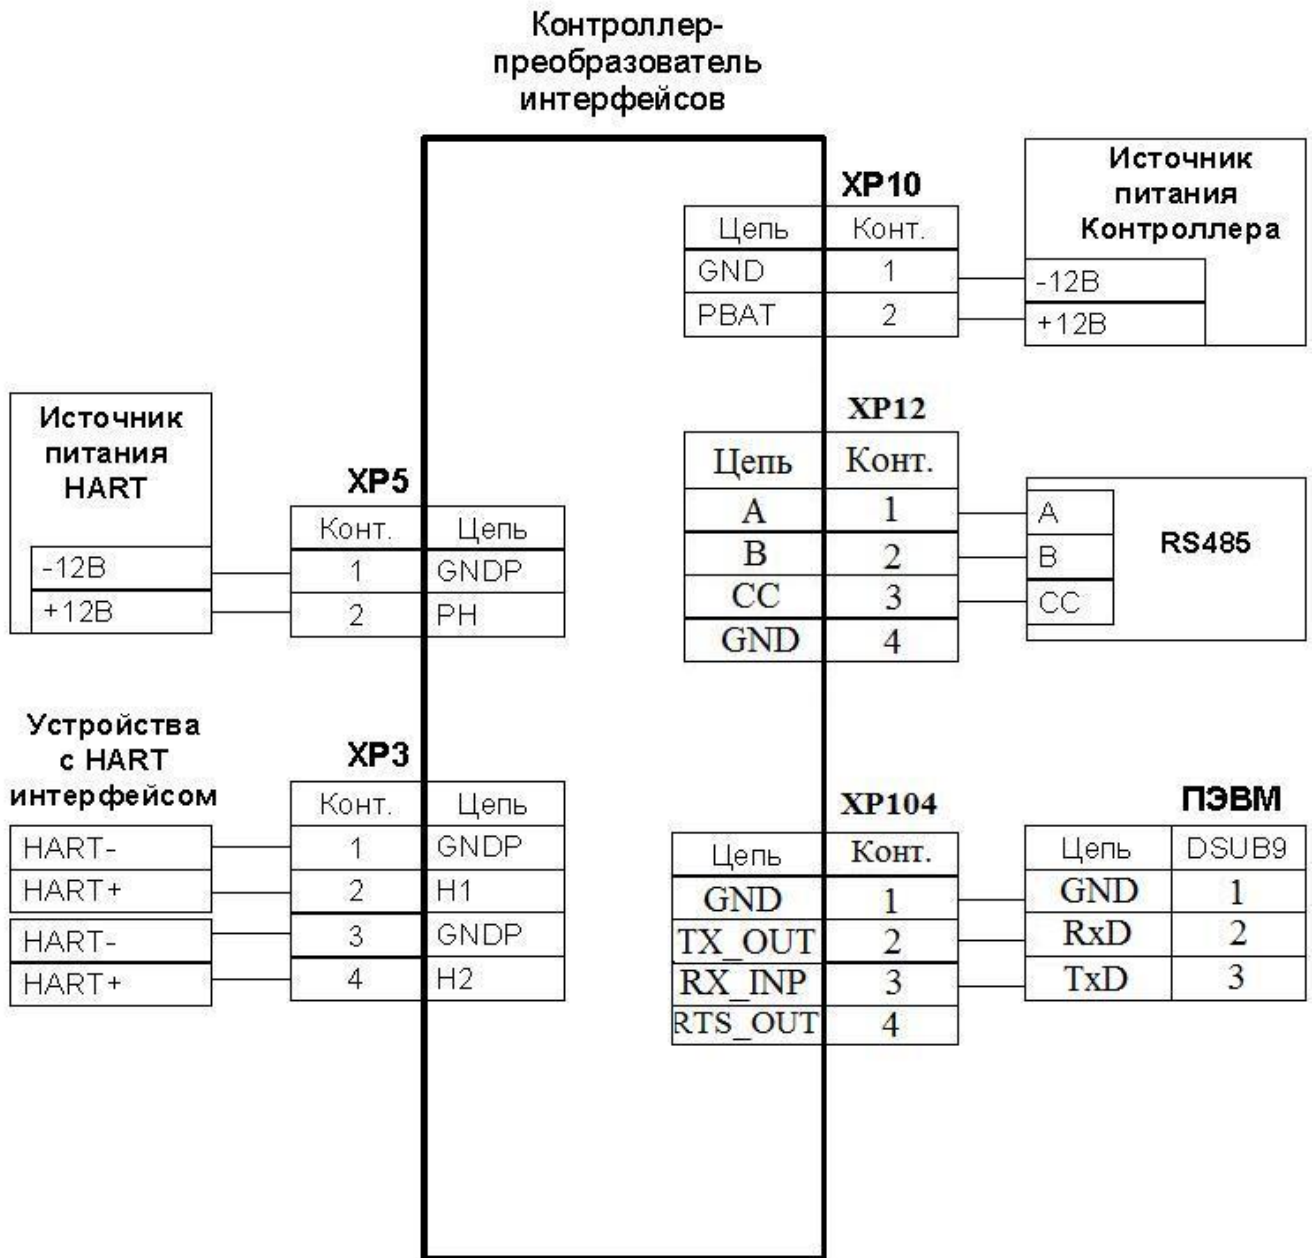 Контроллер-
преобразователь
интерфейсов
XP10
Цепь Конт.
GND 1
PBAT 2
Источник
питания
Контроллера
-12В
+12В
Источник
питания
HART
-12В
+12В
XP5
Конт. Цепь
1 GNDP
2 PH
XP12
Цепь Конт.
A 1
B 2
CC 3
GND 4
A
B
CC
RS485
Устройства
с HART
интерфейсом
HART-
HART+
HART-
HART+
XP3
Конт. Цепь
1 GNDP
2 H1
3 GNDP
4 H2
XP104
Цепь Конт.
GND 1
TX_OUT 2
RX_INP 3
RTS_OUT 4
ПЭВМ
Цепь DSUB9
GND 1
RxD 2
TxD 3